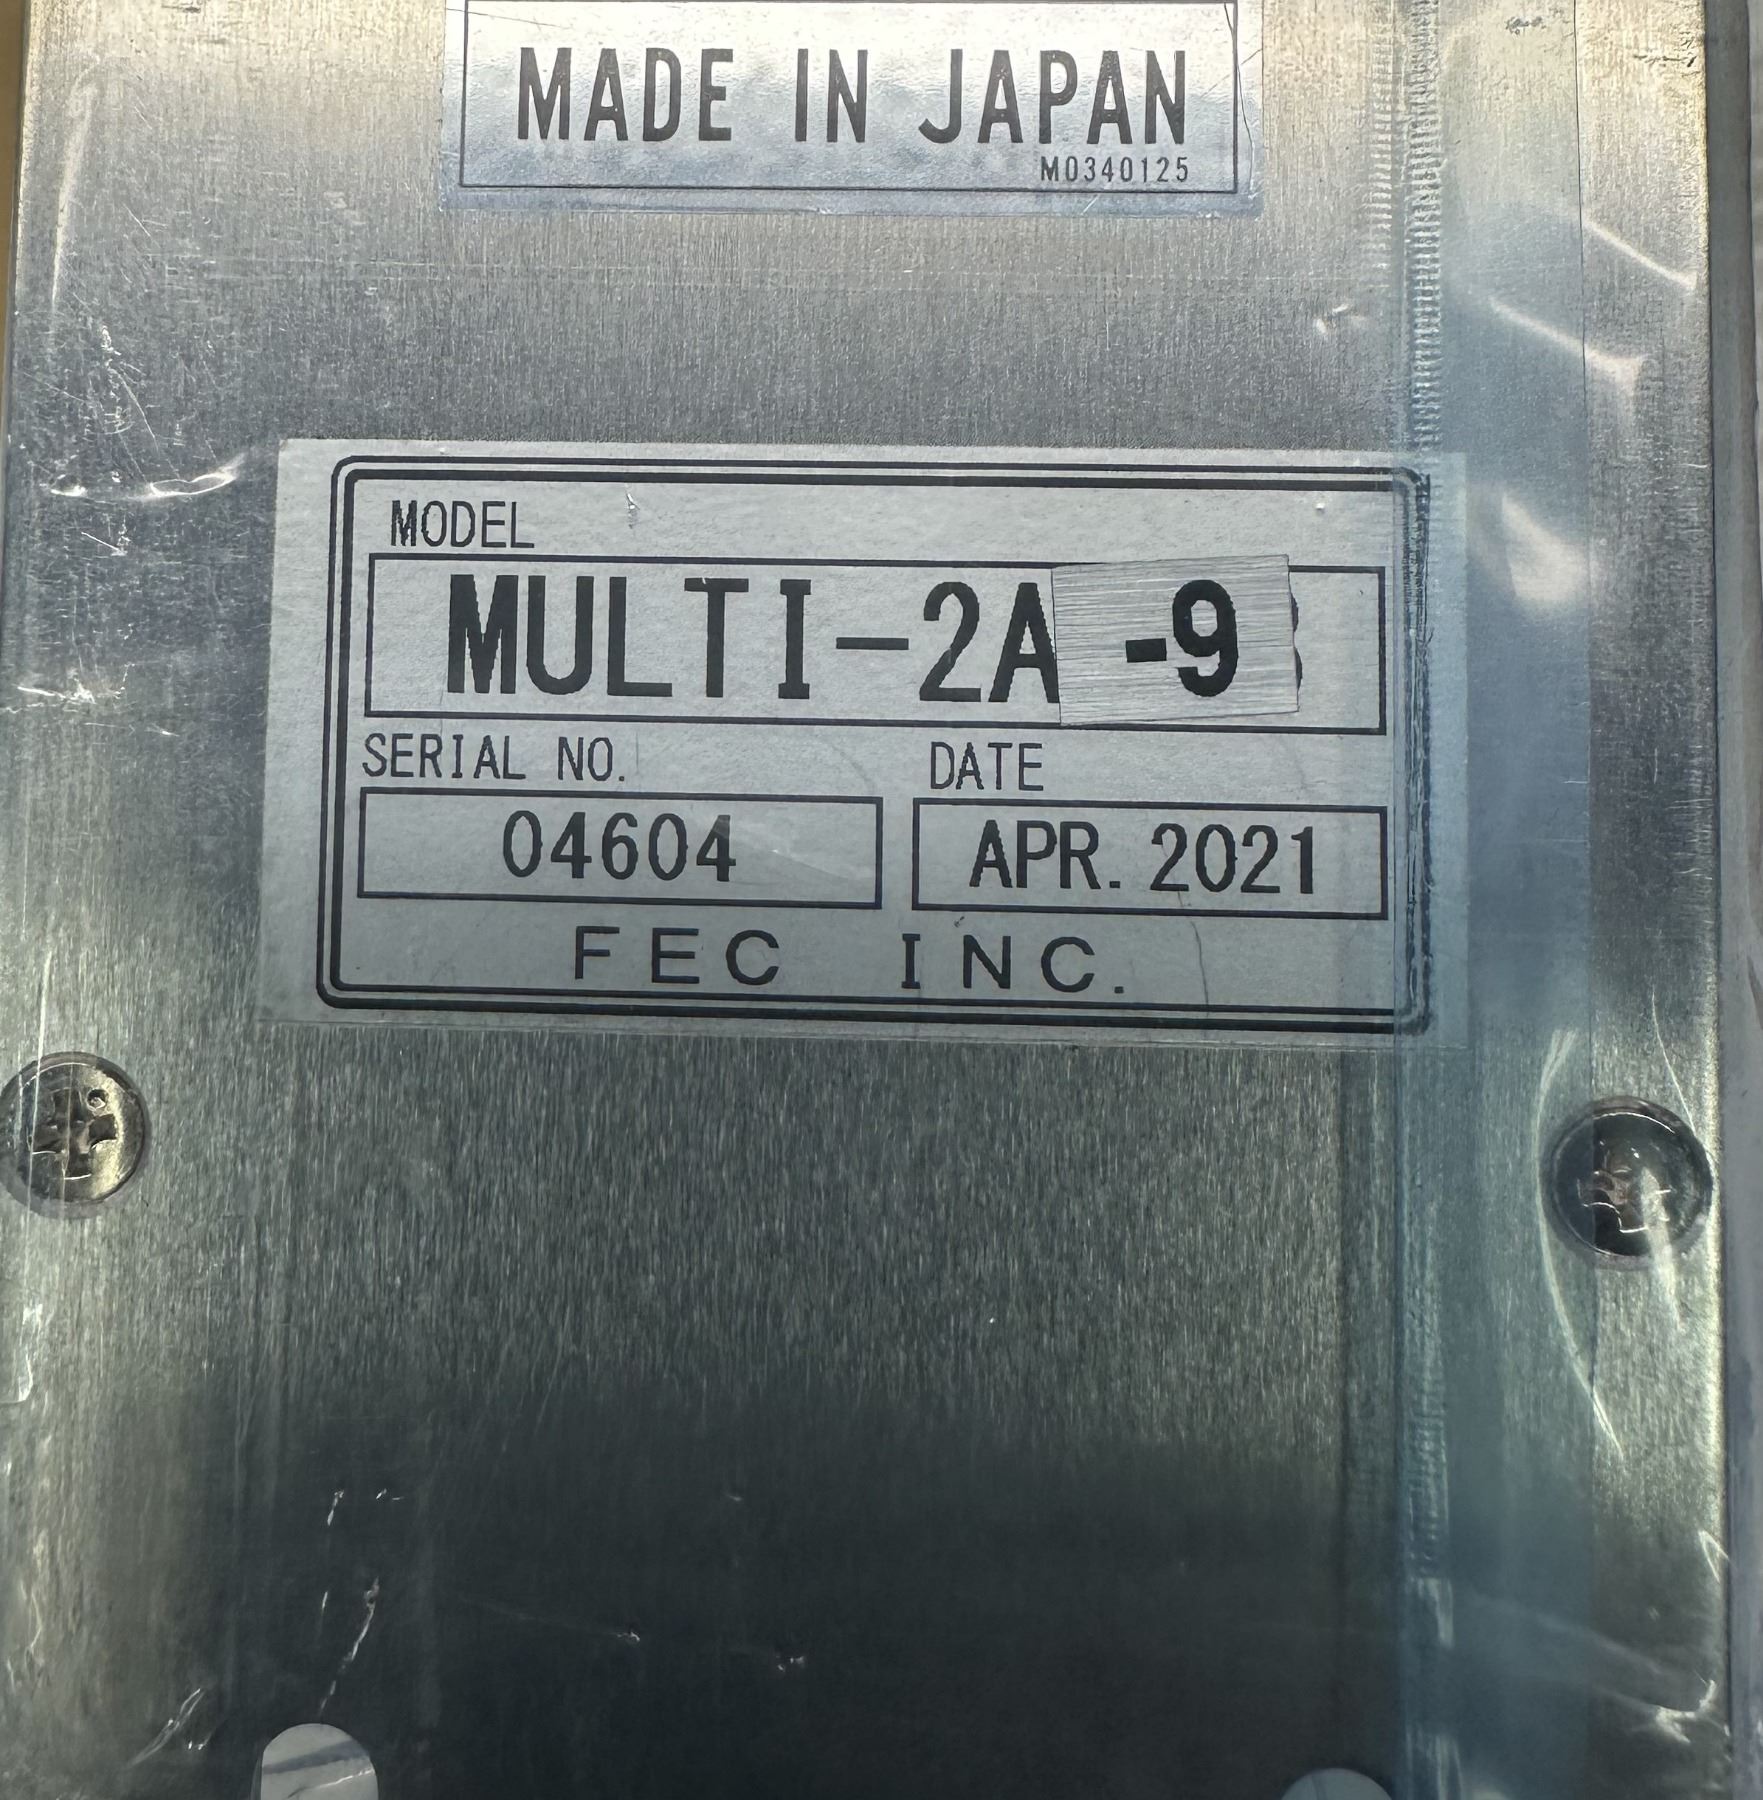 MADE IN JAPAN
M0340125
MODEL
MULTI-2A -9
SERIAL NO. DATE
04604 APR. 2021
FEC INC.